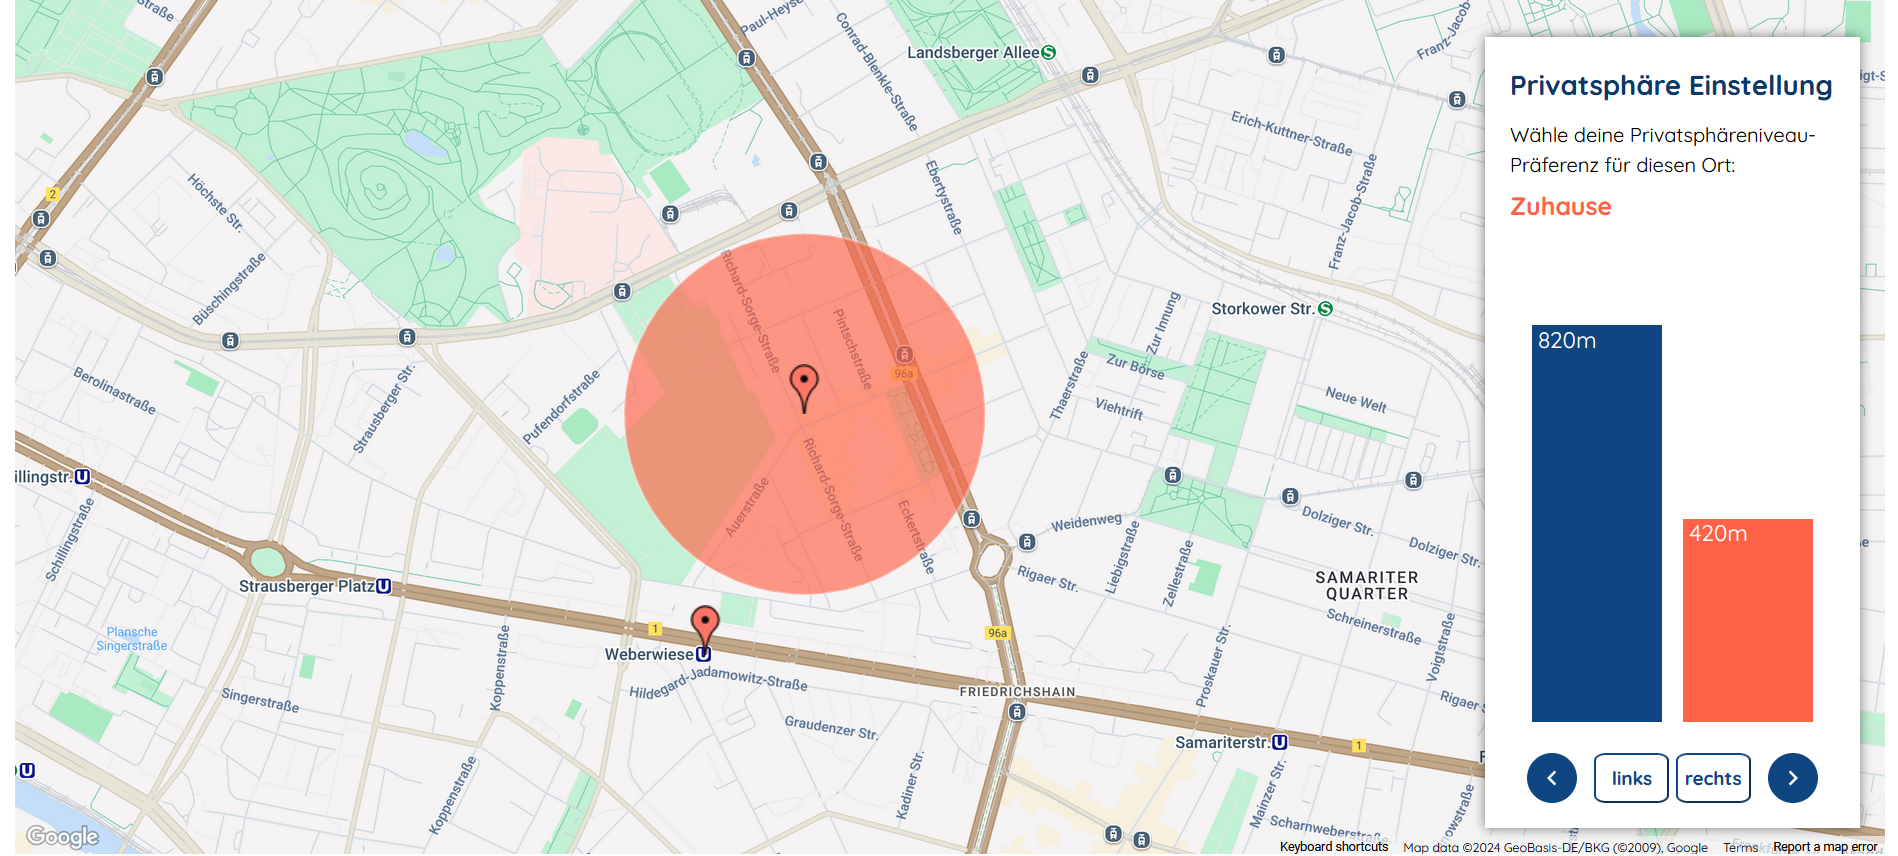 Straße
Paul-Heyse
Conrad-Blenkle-Straße
Landsberger Allee
Franz-Jacob
Erich-Kuttner-Straße
Franz-Jacob-Straße
2
Höchste Str.
Büschingstraße
Ebertystraße
Richard-Sorge-Straße
Pintschstraße
96a
Storkower Str.
Zur Innung
Zur Börse
Thaerstraße
Viehtrift
Neue Welt
Berolinastraße
Strausberger Str.
Pufendorfstraße
illingstr.
Schillingstraße
Auerstraße
Richard-Sorge-Straße
Eckertstraße
Weidenweg
Liebigstraße
Zellestraße
Dolziger Str.
Dolziger Str.
Rigaer Str.
SAMARITER
QUARTER
Schreinerstraße
Voigtstraße
Proskauer Str.
Rigaer S
Strausberger Platz
1
96a
Weberwiese
Hildegard-Jadamowitz-Straße
Plansche
Singerstraße
Singerstraße
Koppenstraße
FRIEDRICHSHAIN
Graudenzer Str.
Samariterstr.
1
Koppenstraße
Kadiner Str.
Mainzer Str.
Scharnweberstraße
Google
Keyboard shortcuts
Map data ©2024 GeoBasis-DE/BKG (©2009), Google
Terms
Report a map error
Privatsphäre Einstellung
Wähle deine Privatsphäreniveau-
Präferenz für diesen Ort:
Zuhause
820m
420m
links
rechts